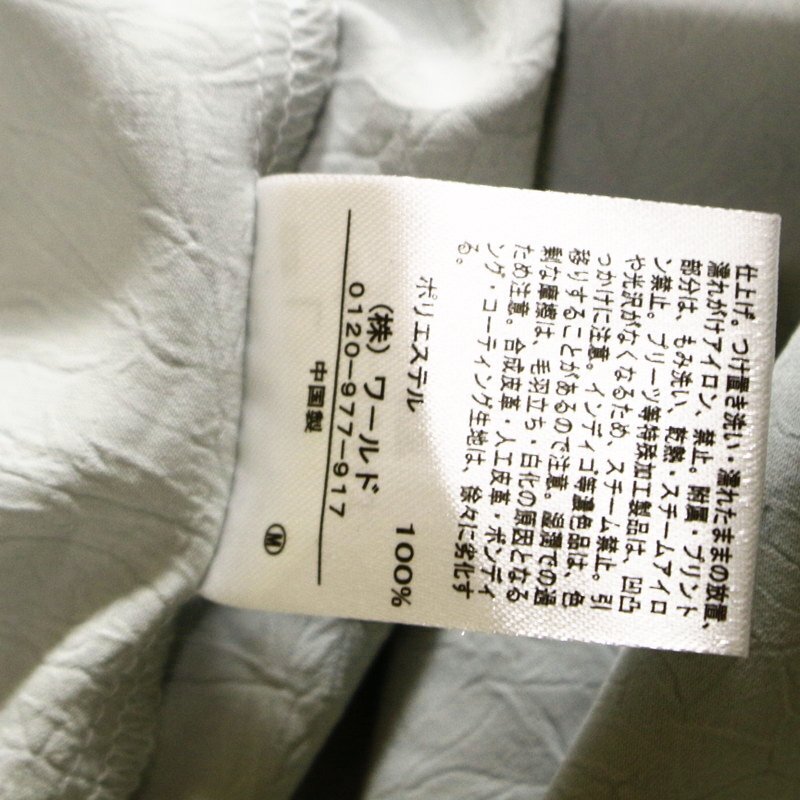 仕上げ。つけ置き洗い・濡れたままの放置、
濡れがけアイロン、禁止。附属・プリント
部分は、もみ洗い、乾熱・スチームアイロ
ン禁止。プリーツ等特殊加工製品は、凹凸
や光沢がなくなるため、スチーム禁止。引
っかけに注意。インディゴ等濃色品は、色
移りすることがあるので注意。湿潤での過
剰な摩擦は、毛羽立ち・白化の原因となる
ため注意。合成皮革・人工皮革・ボンディ
ング・コーティング生地は、徐々に劣化す
る。
ポリエステル 100%
(株)ワールド
0120-977-917
中国製
M